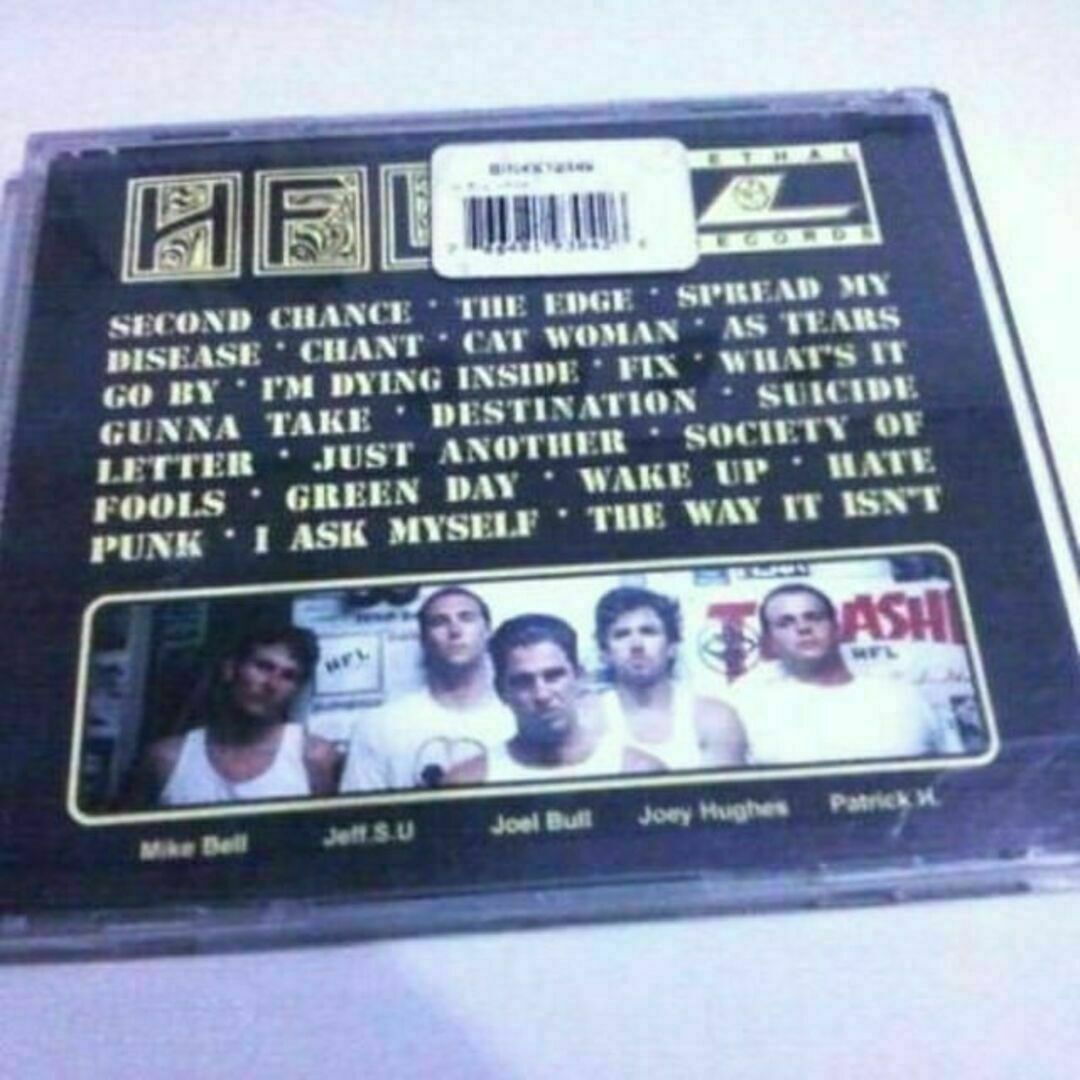 HFL
ETHAL
ECORDS
SECOND CHANCE · THE EDGE · SPREAD MY
DISEASE · CHANT · CAT WOMAN · AS TEARS
GO BY · I'M DYING INSIDE · FIX · WHAT'S IT
GUNNA TAKE · DESTINATION · SUICIDE
LETTER · JUST ANOTHER · SOCIETY OF
FOOLS · GREEN DAY · WAKE UP · HATE
PUNK · I ASK MYSELF · THE WAY IT ISN'T
HFL
T ASH
HFL
Mike Bell Jeff.S.U Joel Bull Joey Hughes Patrick H.